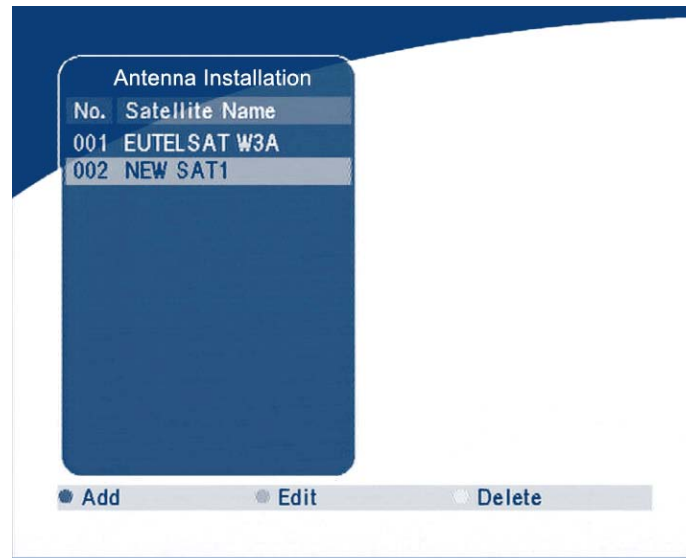 Antenna Installation
No. Satellite Name
001 EUTELSAT W3A
002 NEW SAT1
Add Edit Delete